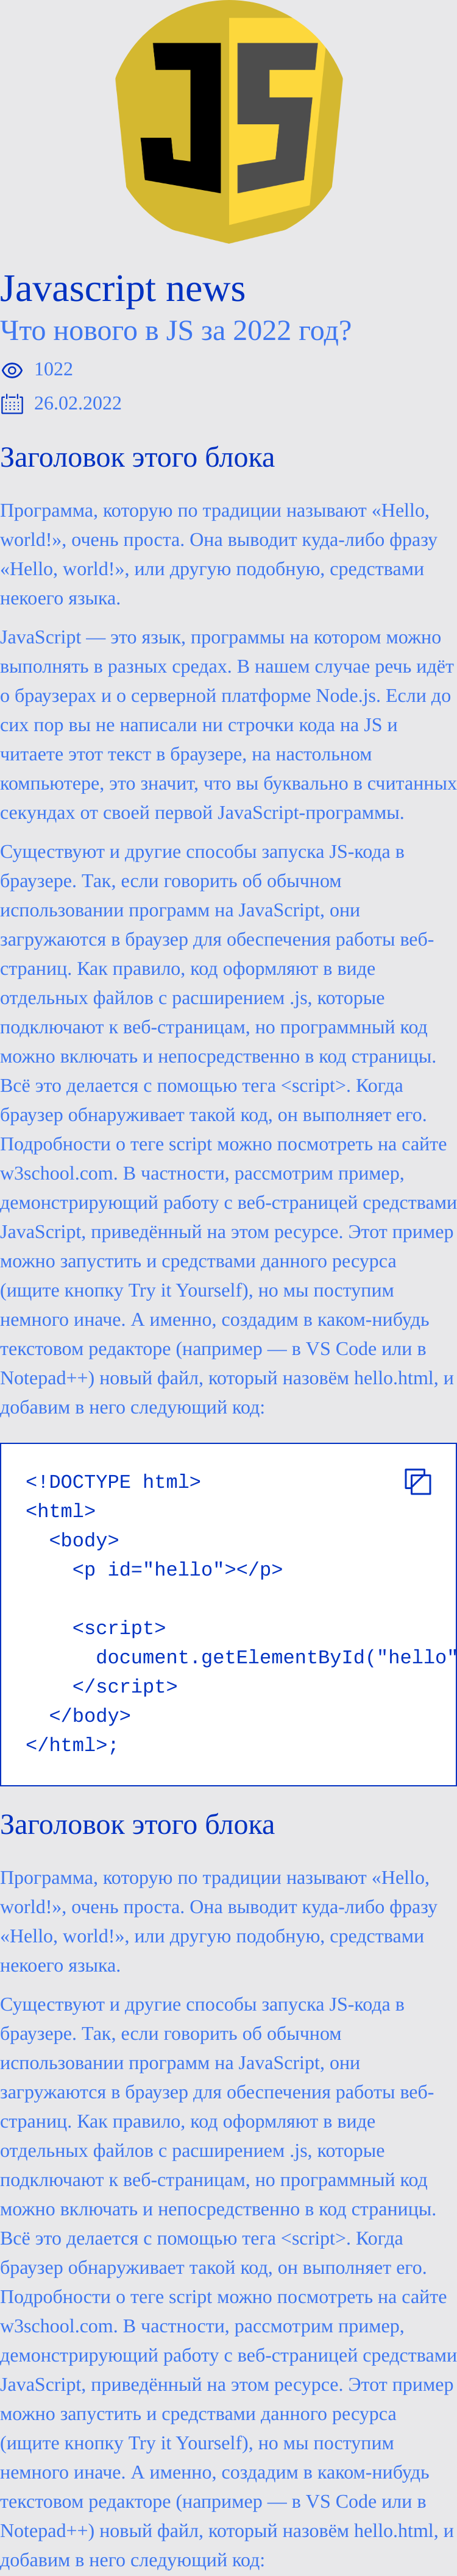 JS
Javascript news
Что нового в JS за 2022 год?
1022
26.02.2022
Заголовок этого блока
Программа, которую по традиции называют «Hello,
world!», очень проста. Она выводит куда-либо фразу
«Hello, world!», или другую подобную, средствами
некоего языка.
JavaScript — это язык, программы на котором можно
выполнять в разных средах. В нашем случае речь идёт
о браузерах и о серверной платформе Node.js. Если до
сих пор вы не написали ни строчки кода на JS и
читаете этот текст в браузере, на настольном
компьютере, это значит, что вы буквально в считанных
секундах от своей первой JavaScript-программы.
Существуют и другие способы запуска JS-кода в
браузере. Так, если говорить об обычном
использовании программ на JavaScript, они
загружаются в браузер для обеспечения работы веб-
страниц. Как правило, код оформляют в виде
отдельных файлов с расширением .js, которые
подключают к веб-страницам, но программный код
можно включать и непосредственно в код страницы.
Всё это делается с помощью тега <script>. Когда
браузер обнаруживает такой код, он выполняет его.
Подробности о теге script можно посмотреть на сайте
w3school.com. В частности, рассмотрим пример,
демонстрирующий работу с веб-страницей средствами
JavaScript, приведённый на этом ресурсе. Этот пример
можно запустить и средствами данного ресурса
(ищите кнопку Try it Yourself), но мы поступим
немного иначе. А именно, создадим в каком-нибудь
текстовом редакторе (например — в VS Code или в
Notepad++) новый файл, который назовём hello.html, и
добавим в него следующий код:
<!DOCTYPE html>
<html>
  <body>
    <p id="hello"></p>
    <script>
      document.getElementById("hello"
    </script>
  </body>
</html>;
Заголовок этого блока
Программа, которую по традиции называют «Hello,
world!», очень проста. Она выводит куда-либо фразу
«Hello, world!», или другую подобную, средствами
некоего языка.
Существуют и другие способы запуска JS-кода в
браузере. Так, если говорить об обычном
использовании программ на JavaScript, они
загружаются в браузер для обеспечения работы веб-
страниц. Как правило, код оформляют в виде
отдельных файлов с расширением .js, которые
подключают к веб-страницам, но программный код
можно включать и непосредственно в код страницы.
Всё это делается с помощью тега <script>. Когда
браузер обнаруживает такой код, он выполняет его.
Подробности о теге script можно посмотреть на сайте
w3school.com. В частности, рассмотрим пример,
демонстрирующий работу с веб-страницей средствами
JavaScript, приведённый на этом ресурсе. Этот пример
можно запустить и средствами данного ресурса
(ищите кнопку Try it Yourself), но мы поступим
немного иначе. А именно, создадим в каком-нибудь
текстовом редакторе (например — в VS Code или в
Notepad++) новый файл, который назовём hello.html, и
добавим в него следующий код: